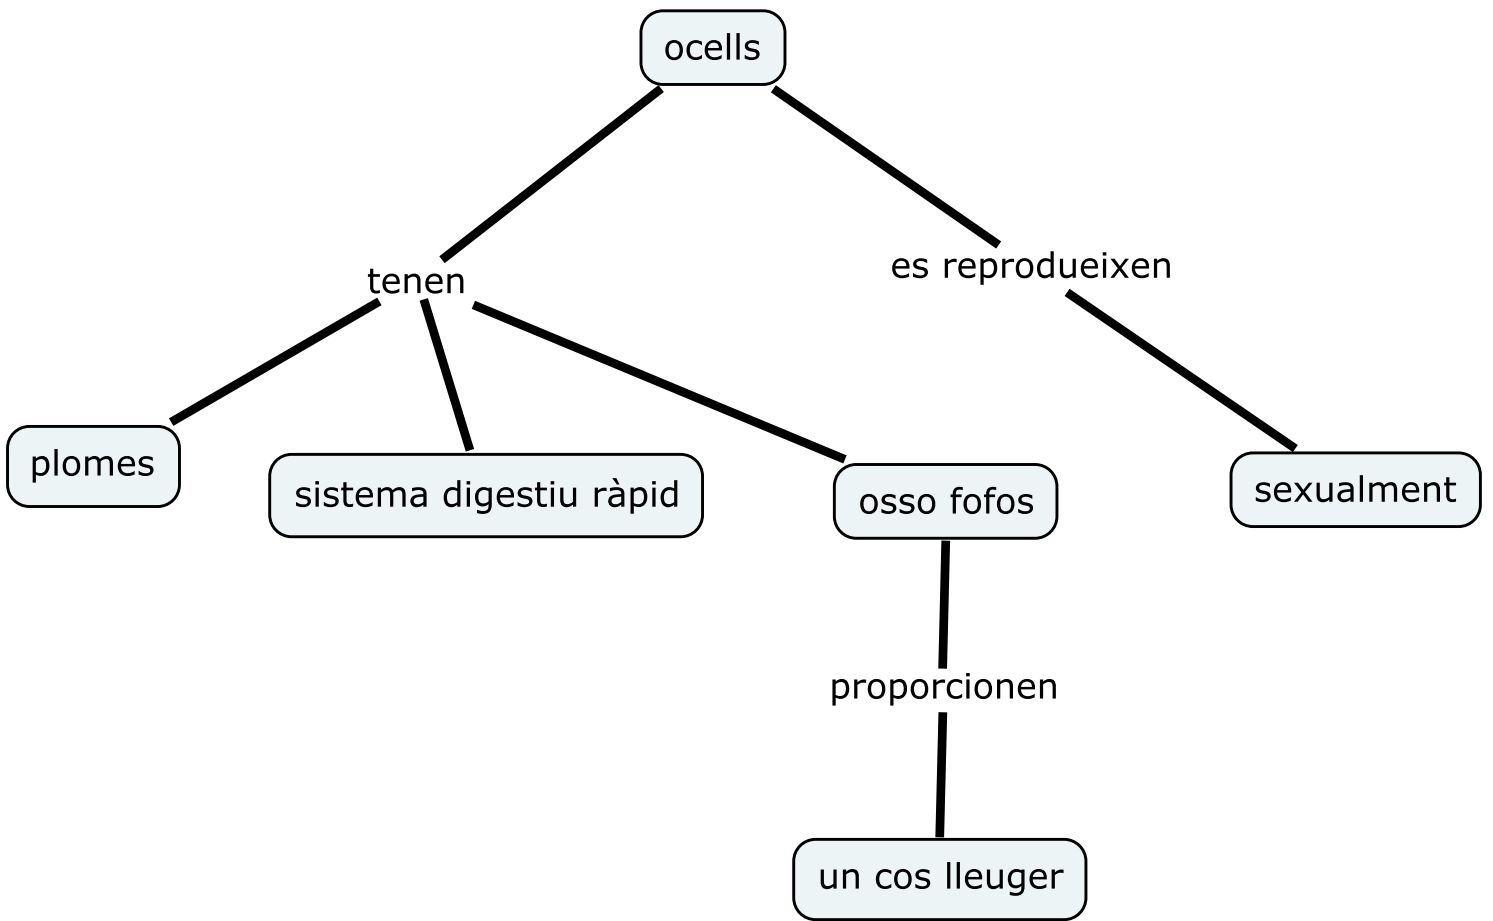 ocells
tenen
es reprodueixen
plomes
sistema digestiu ràpid
osso fofos
sexualment
proporcionen
un cos lleuger